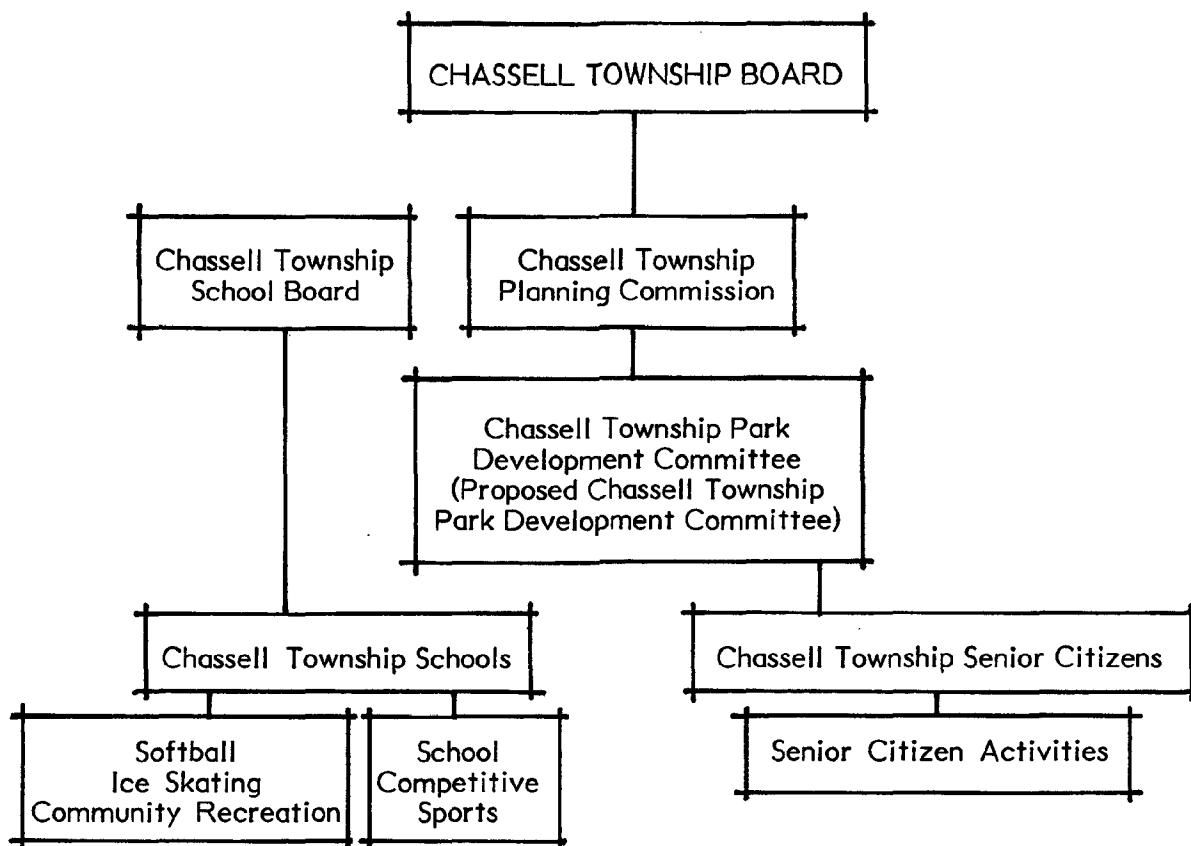 CHASSELL TOWNSHIP BOARD
Chassell Township
School Board
Chassell Township
Planning Commission
Chassell Township Park
Development Committee
(Proposed Chassell Township
Park Development Committee)
Chassell Township Schools
Chassell Township Senior Citizens
Softball
Ice Skating
Community Recreation
School
Competitive
Sports
Senior Citizen Activities